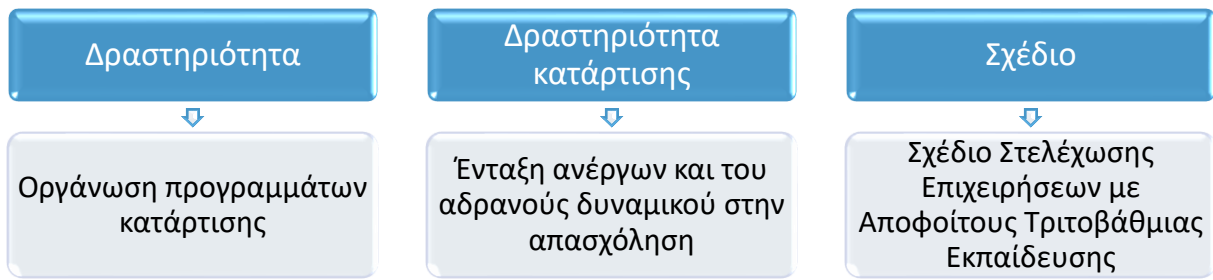 Δραστηριότητα
Οργάνωση προγραμμάτων
κατάρτισης
Δραστηριότητα
κατάρτισης
Ένταξη ανέργων και του
αδρανούς δυναμικού στην
απασχόληση
Σχέδιο
Σχέδιο Στελέχωσης
Επιχειρήσεων με
Αποφοίτους Τριτοβάθμιας
Εκπαίδευσης